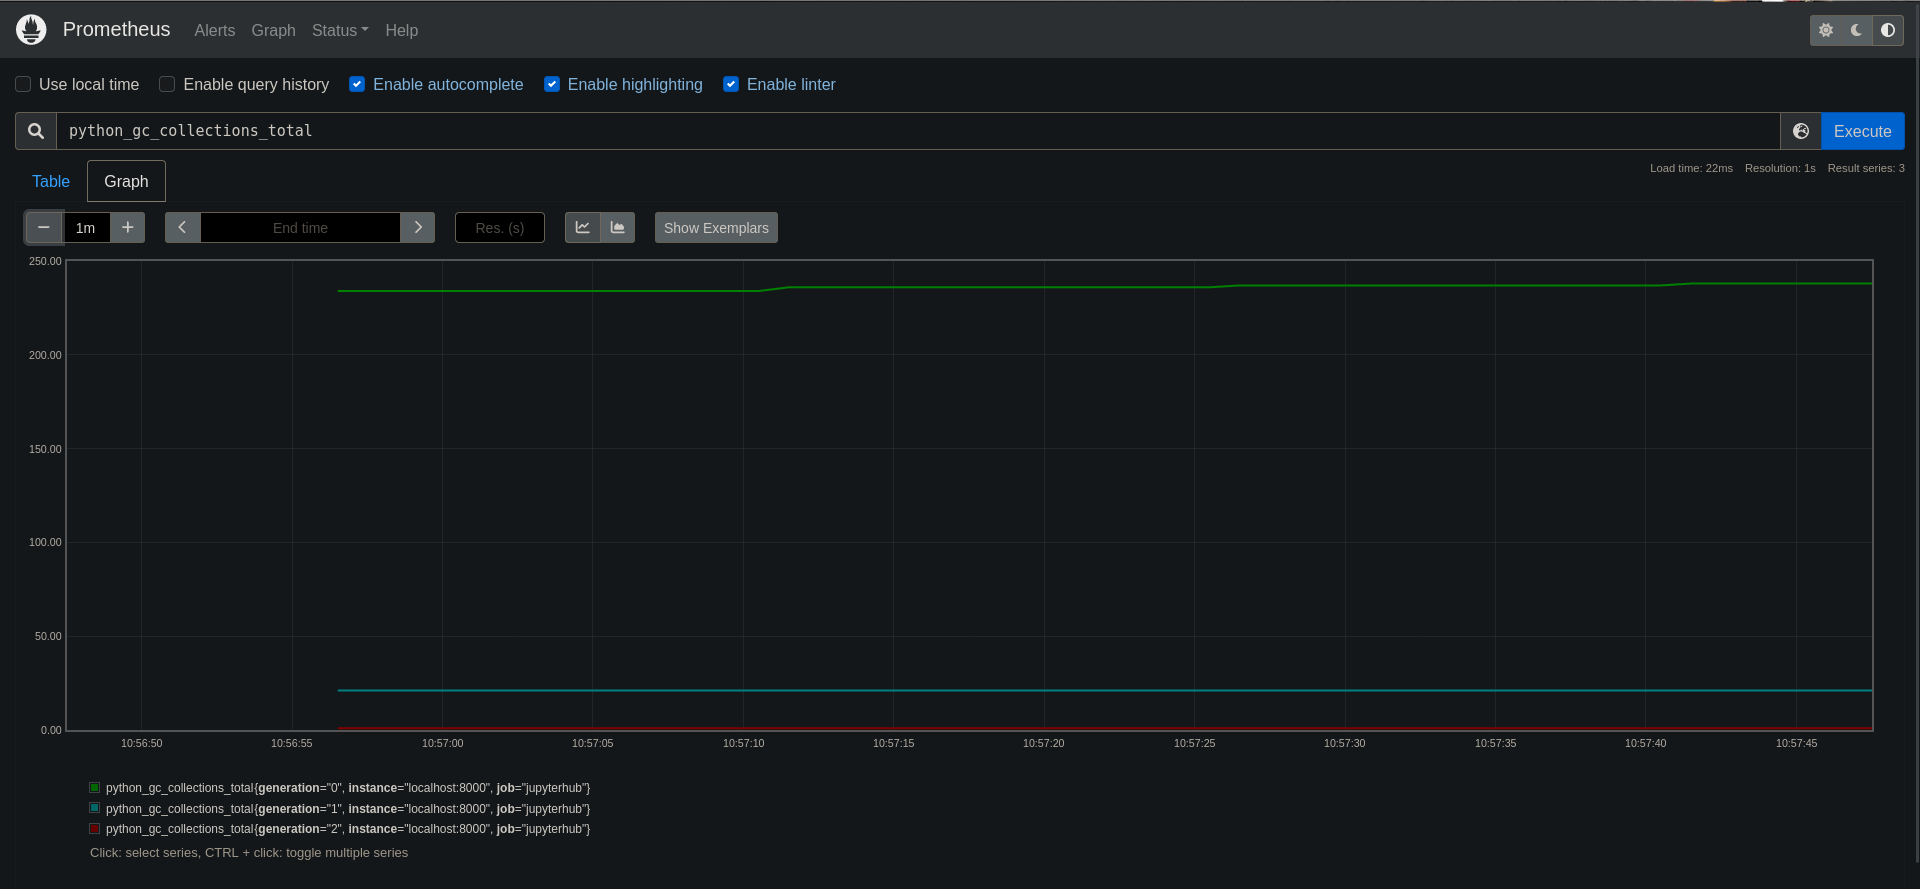 Prometheus Alerts Graph Status Help
Use local time Enable query history Enable autocomplete Enable highlighting Enable linter
python_gc_collections_total Execute
Table Graph Load time: 22ms Resolution: 1s Result series: 3
1m End time Res. (s) Show Exemplars
250.00
200.00
150.00
100.00
50.00
0.00
10:56:50 10:56:55 10:57:00 10:57:05 10:57:10 10:57:15 10:57:20 10:57:25 10:57:30 10:57:35 10:57:40 10:57:45
python_gc_collections_total{generation="0", instance="localhost:8000", job="jupyterhub"}
python_gc_collections_total{generation="1", instance="localhost:8000", job="jupyterhub"}
python_gc_collections_total{generation="2", instance="localhost:8000", job="jupyterhub"}
Click: select series, CTRL + click: toggle multiple series